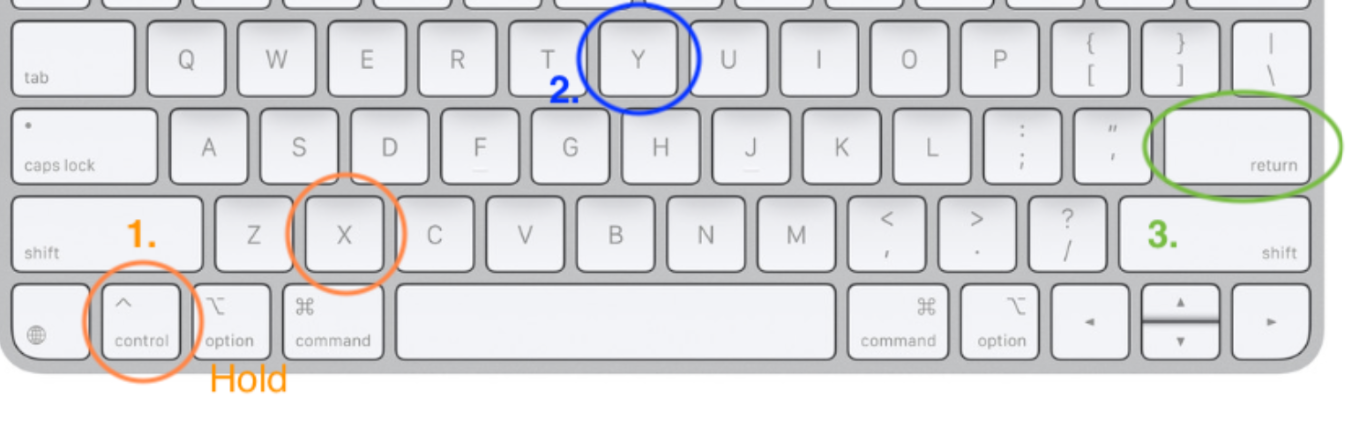 tab Q W E R T Y U I O P { [ } ] | \
2.
caps lock A S D F G H J K L : ; " ' return
shift 1. Z X C V B N M < , > . ? / 3. shift
^ control ⌥ option ⌘ command ⌘ command ⌥ option ◄ ▲ ▼ ►
Hold